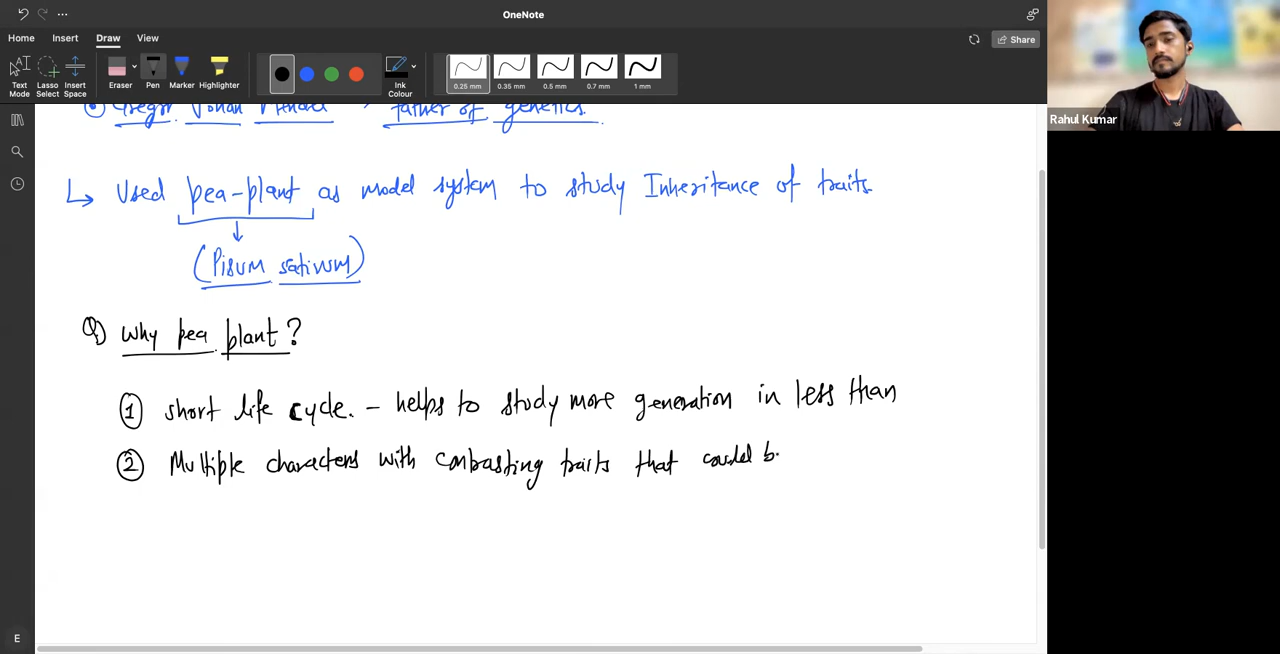 OneNote
Home Insert Draw View
Share
Text Mode
Lasso Select
Insert Space
Eraser
Pen
Marker
Highlighter
Ink Colour
0.25 mm
0.35 mm
0.5 mm
0.7 mm
1 mm
Rahul Kumar
father of genetics.
↳ Used pea-plant as model system to study Inheritance of traits.
(Pisum sativum)
Q) Why pea plant?
① short life cycle. – helps to study more generation in less than
② Multiple characters with contrasting traits that could b
E